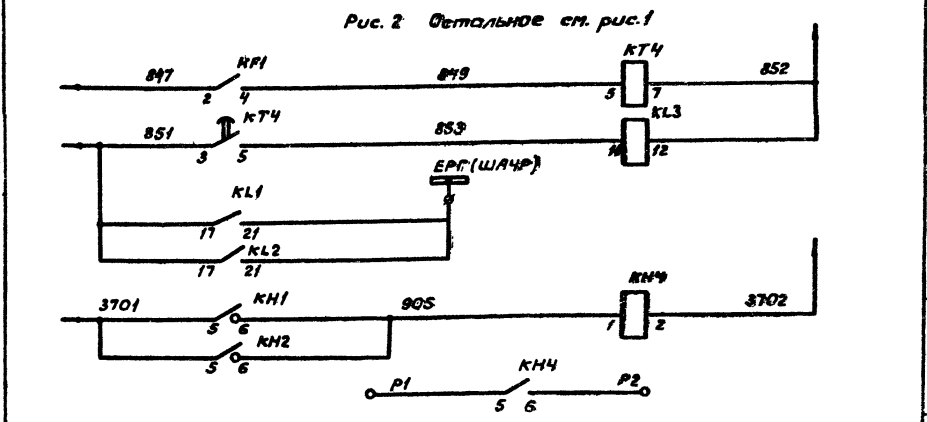 Рис. 2 Остальное см. рис. 1
847 KF1 849 KT4 852
2 4 5 7
851 KT4 853 KL3
3 5 11 12
ЕРГ(ШАЧР)
KL1
17 21
KL2
17 21
3701 KH1 905 KH4 3702
5 6 1 2
KH2
5 6
P1 KH4 P2
5 6